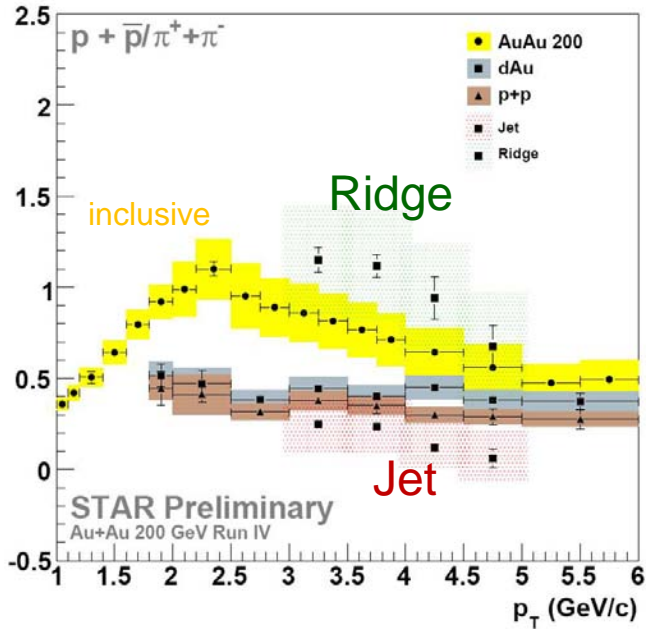 2.5
p + p̄/π⁺+π⁻
AuAu 200
dAu
p+p
Jet
Ridge
2
Ridge
inclusive
1.5
1
0.5
0
Jet
STAR Preliminary
Au+Au 200 GeV Run IV
-0.5
1 1.5 2 2.5 3 3.5 4 4.5 5 5.5 6
p_T (GeV/c)